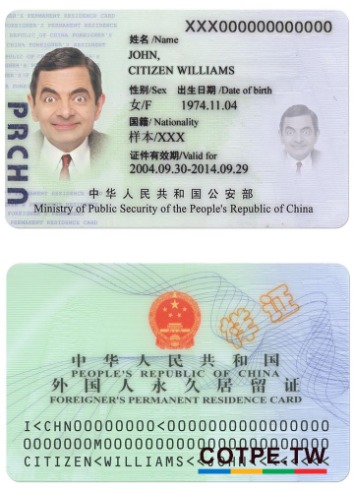 XXX000000000000
姓名 /Name
JOHN,
CITIZEN WILLIAMS
性别/Sex 出生日期 /Date of birth
女/F 1974.11.04
国籍/ Nationality
样本/XXX
证件有效期/Valid for
2004.09.30-2014.09.29
PRCHN
中华人民共和国公安部
Ministry of Public Security of the People's Republic of China
样证
中华人民共和国
PEOPLE'S REPUBLIC OF CHINA
外国人永久居留证
FOREIGNER'S PERMANENT RESIDENCE CARD
I<CHN00000000<0000000000000000
CITIZEN<WILLIAMS<
COTPE.TW